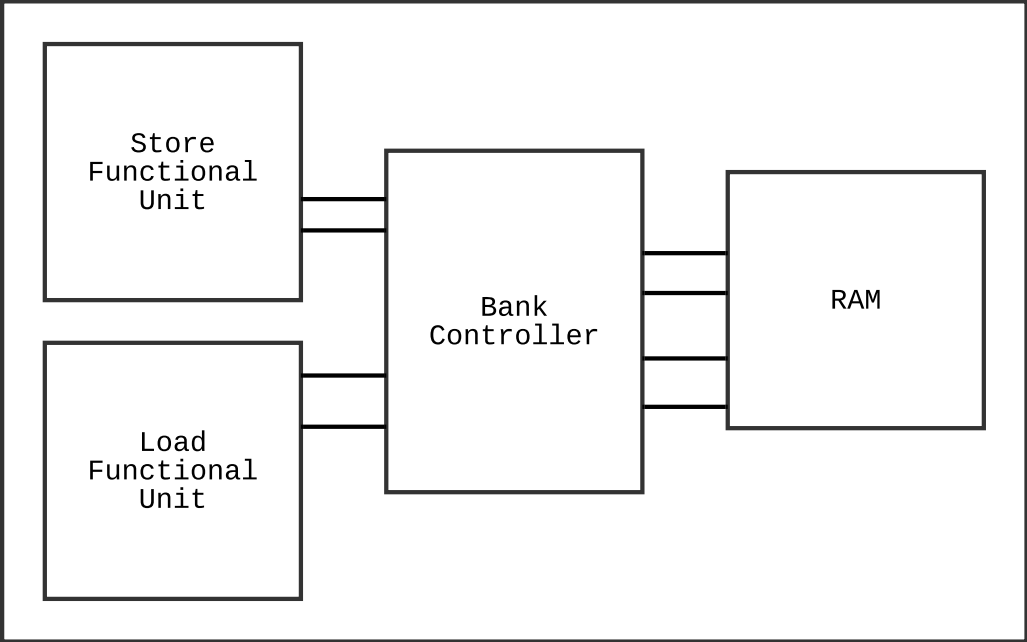 Store
Functional
Unit
Bank
Controller
RAM
Load
Functional
Unit